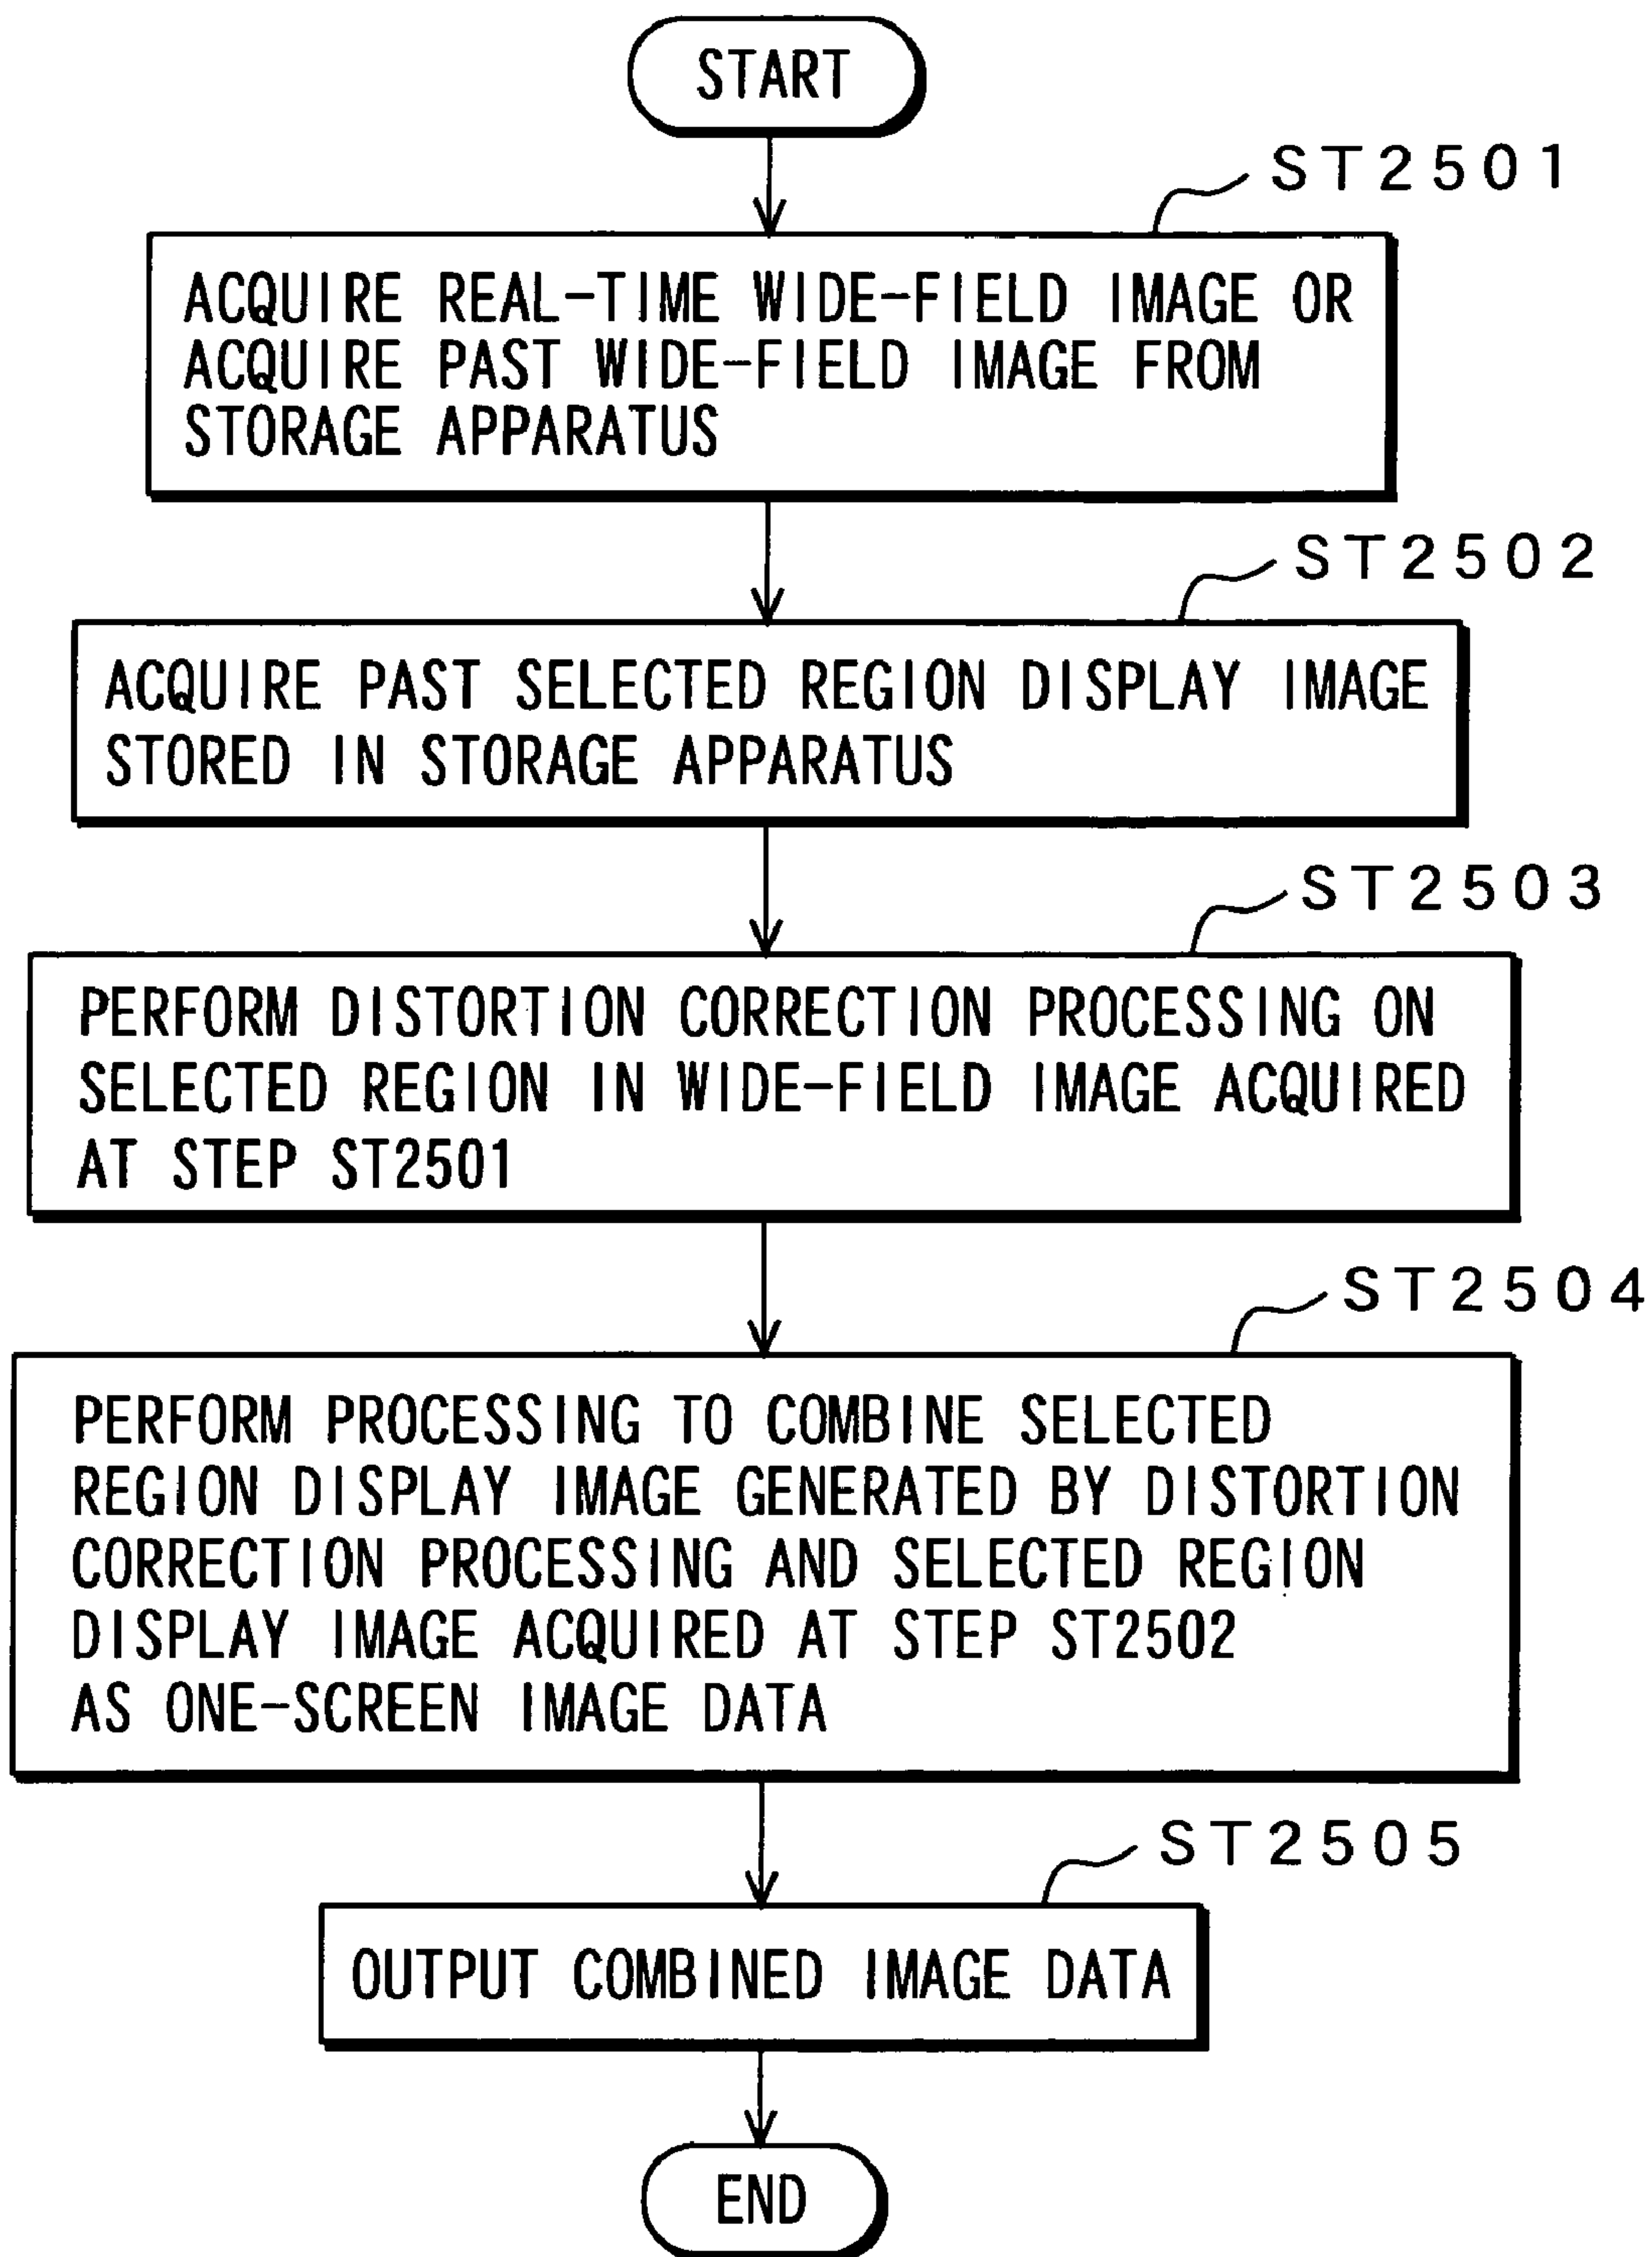 START
ST2501
ACQUIRE REAL-TIME WIDE-FIELD IMAGE OR
ACQUIRE PAST WIDE-FIELD IMAGE FROM
STORAGE APPARATUS
ST2502
ACQUIRE PAST SELECTED REGION DISPLAY IMAGE
STORED IN STORAGE APPARATUS
ST2503
PERFORM DISTORTION CORRECTION PROCESSING ON
SELECTED REGION IN WIDE-FIELD IMAGE ACQUIRED
AT STEP ST2501
ST2504
PERFORM PROCESSING TO COMBINE SELECTED
REGION DISPLAY IMAGE GENERATED BY DISTORTION
CORRECTION PROCESSING AND SELECTED REGION
DISPLAY IMAGE ACQUIRED AT STEP ST2502
AS ONE-SCREEN IMAGE DATA
ST2505
OUTPUT COMBINED IMAGE DATA
END